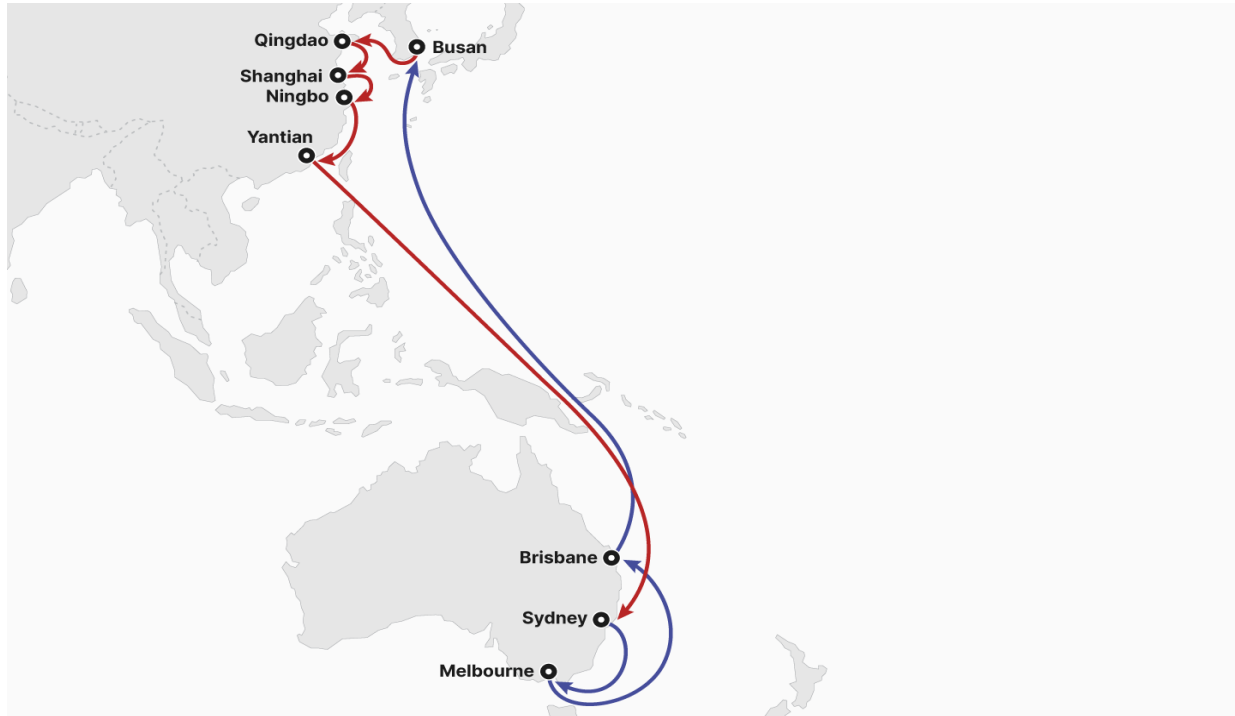 Qingdao
Busan
Shanghai
Ningbo
Yantian
Brisbane
Sydney
Melbourne